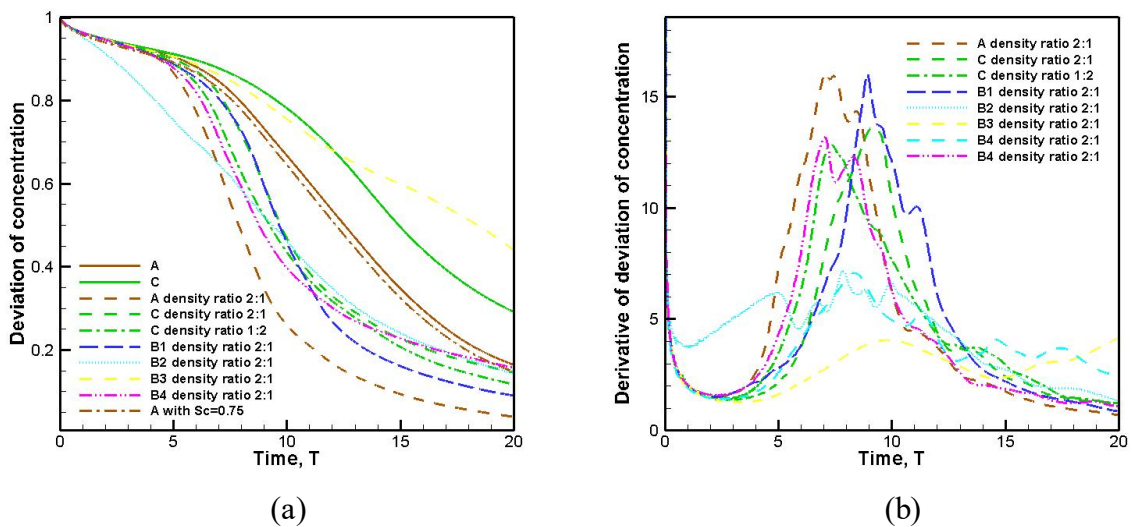 Deviation of concentration
1
0.8
0.6
0.4
0.2
0
5
10
15
20
Time, T
A
C
A density ratio 2:1
C density ratio 2:1
C density ratio 1:2
B1 density ratio 2:1
B2 density ratio 2:1
B3 density ratio 2:1
B4 density ratio 2:1
A with Sc=0.75
(a)
Derivative of deviation of concentration
15
10
5
0
0
5
10
15
20
Time, T
A density ratio 2:1
C density ratio 2:1
C density ratio 1:2
B1 density ratio 2:1
B2 density ratio 2:1
B3 density ratio 2:1
B4 density ratio 2:1
B4 density ratio 2:1
(b)